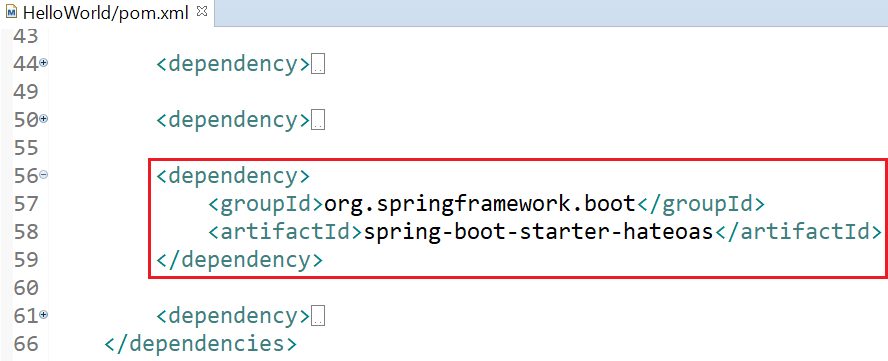 HelloWorld/pom.xml
43
44 <dependency>
49
50 <dependency>
55
56 <dependency>
57 <groupId>org.springframework.boot</groupId>
58 <artifactId>spring-boot-starter-hateoas</artifactId>
59 </dependency>
60
61 <dependency>
66 </dependencies>